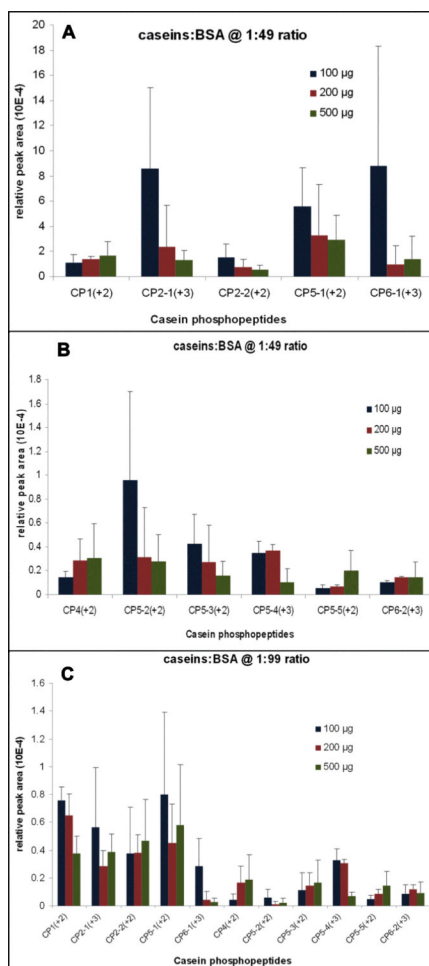 A
caseins:BSA @ 1:49 ratio
relative peak area (10E-4)
20
18
16
14
12
10
8
6
4
2
0
100 µg
200 µg
500 µg
CP1(+2) CP2-1(+3) CP2-2(+2) CP5-1(+2) CP6-1(+3)
Casein phosphopeptides
B
caseins:BSA @ 1:49 ratio
relative peak area (10E-4)
1.8
1.6
1.4
1.2
1
0.8
0.6
0.4
0.2
0
100 µg
200 µg
500 µg
CP4(+2) CP5-2(+2) CP5-3(+2) CP5-4(+3) CP5-5(+2) CP6-2(+3)
Casein phosphopeptides
caseins:BSA @ 1:99 ratio
C
relative peak area (10E-4)
1.6
1.4
1.2
1
0.8
0.6
0.4
0.2
0
100 µg
200 µg
500 µg
CP1(+2) CP2-1(+3) CP2-2(+2) CP5-1(+2) CP6-1(+3) CP4(+2) CP5-2(+2) CP5-3(+2) CP5-4(+3) CP5-5(+2) CP6-2(+3)
Casein phosphopeptides